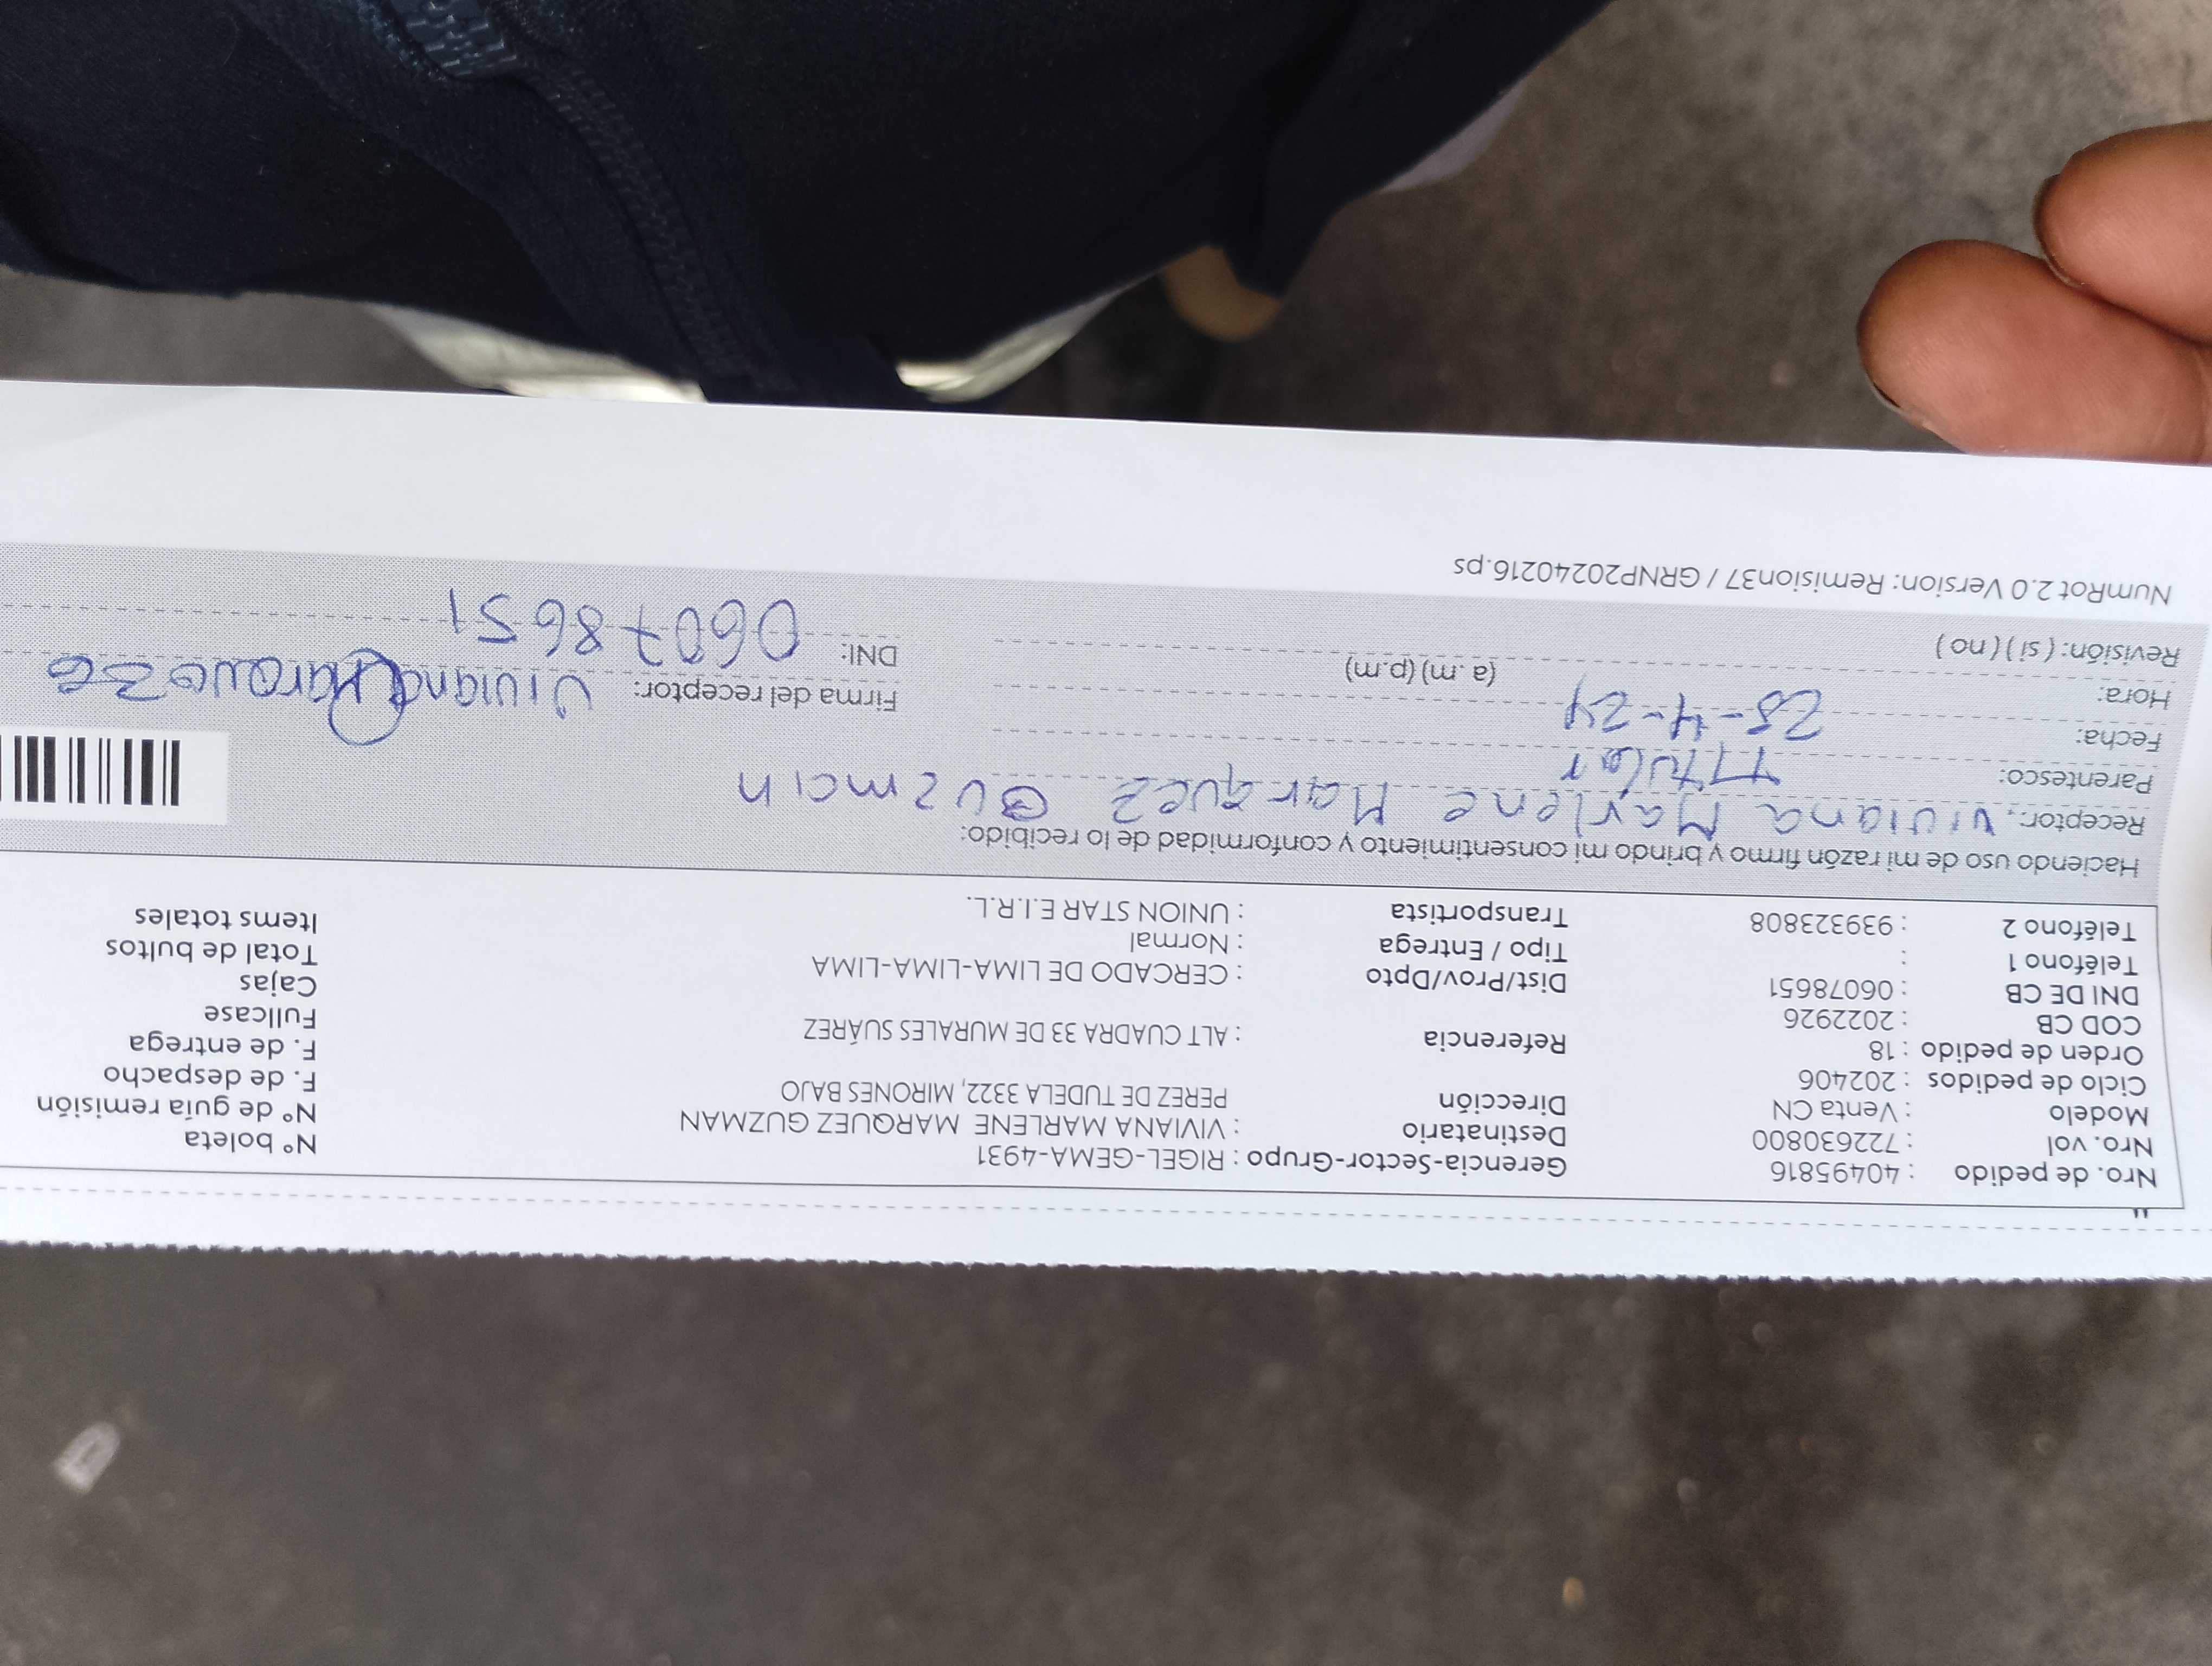 Nro. de pedido : 40495816 Gerencia-Sector-Grupo : RIGEL-GEMA-4931 Nº boleta
Nro. vol : 722630800 Destinatario : VIVIANA MARLENE MARQUEZ GUZMAN Nº de guía remisión
Modelo : Venta CN Dirección PEREZ DE TUDELA 3322, MIRONES BAJO F. de despacho
Ciclo de pedidos : 202406 F. de entrega
Orden de pedido : 18 Referencia : ALT CUADRA 33 DE MURALES SUÁREZ Fullcase
COD CB : 2022926 Cajas
DNI DE CB : 06078651 Dist/Prov/Dpto : CERCADO DE LIMA-LIMA-LIMA Total de bultos
Teléfono 1 : Tipo / Entrega : Normal Items totales
Teléfono 2 : 939323808 Transportista : UNION STAR E.I.R.L.
Haciendo uso de mi razón firmo y brindo mi consentimiento y conformidad de lo recibido:
Receptor: Viviana Marlene Marquez Guzman
Parentesco: Titular
Fecha: 25-4-24 Firma del receptor: Viviana Marquez G
Hora: (a.m) (p.m) DNI: 06078651
Revisión: ( si ) ( no )
NumRot 2.0 Version: Remision37 / GRNP20240216.ps